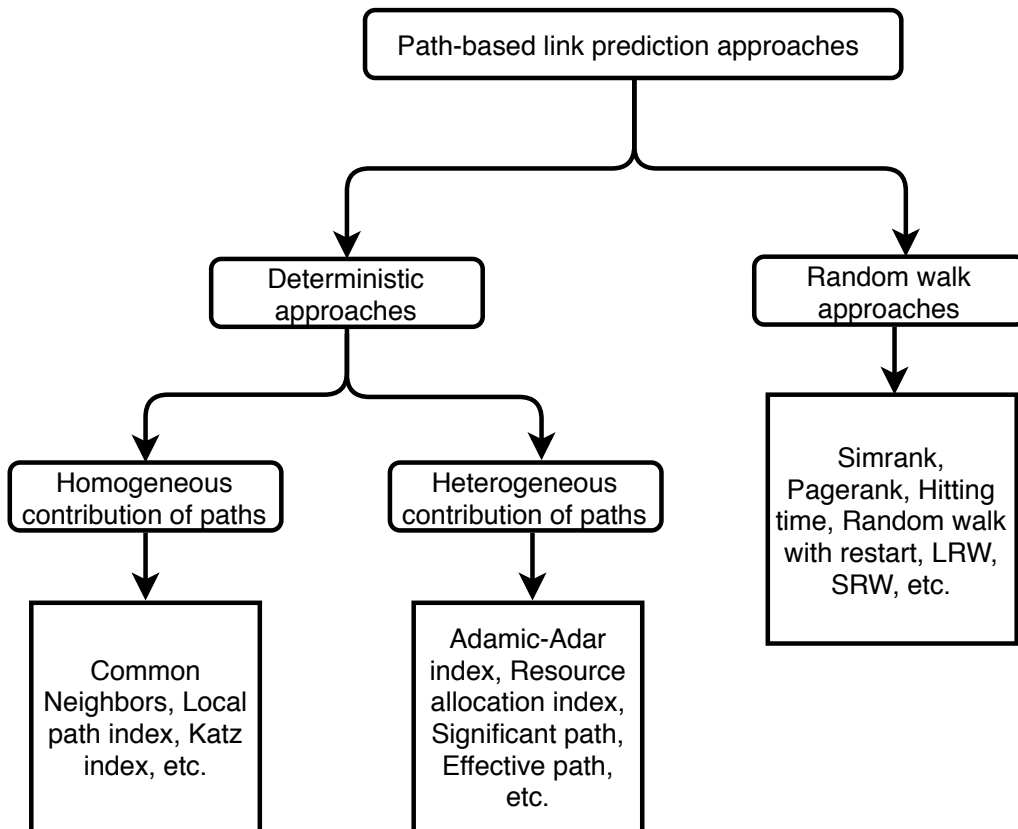 Path-based link prediction approaches
Deterministic
approaches
Random walk
approaches
Homogeneous
contribution of paths
Heterogeneous
contribution of paths
Simrank,
Pagerank, Hitting
time, Random walk
with restart, LRW,
SRW, etc.
Common
Neighbors, Local
path index, Katz
index, etc.
Adamic-Adar
index, Resource
allocation index,
Significant path,
Effective path,
etc.